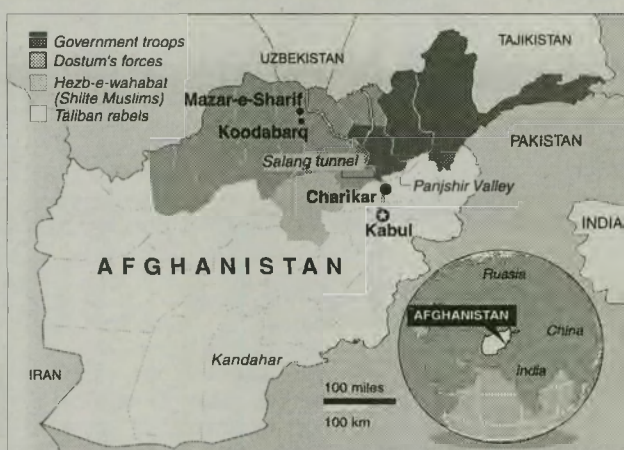 Government troops
Dostum's forces
Hezb-e-wahabat
(Shiite Muslims)
Taliban rebels
UZBEKISTAN
TAJIKISTAN
Mazar-e-Sharif
Koodabarq
PAKISTAN
Salang tunnel
Panjshir Valley
Charikar
Kabul
INDIA
AFGHANISTAN
Russia
AFGHANISTAN
China
India
Kandahar
IRAN
100 miles
100 km